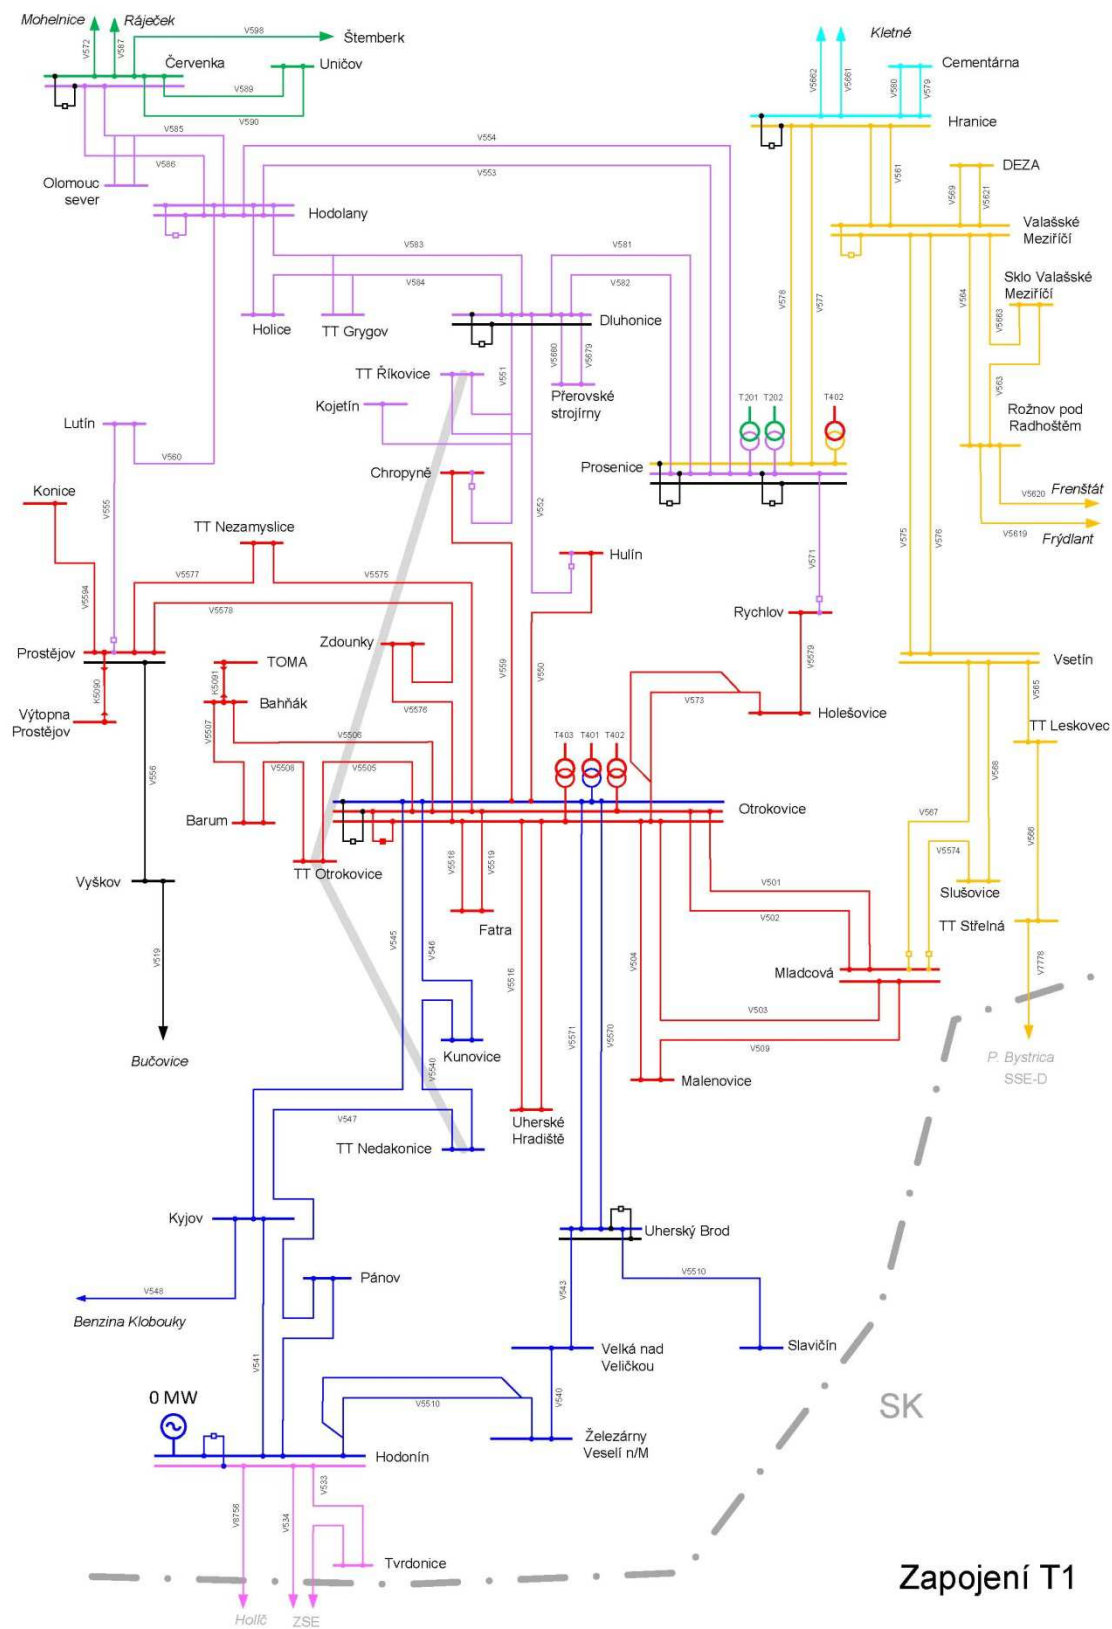 Mohelnice
Ráječek
V572
V587
V598
Štemberk
Červenka
Uničov
V589
V590
V585
V586
Olomouc
sever
V554
V553
Hodolany
V583
V584
V581
V582
Holice
TT Grygov
Dluhonice
TT Říkovice
Kojetín
V551
V5680
V5679
Přerovské
strojírny
Lutín
V560
V555
Kletné
V5662
V5661
Cementárna
V580
V579
Hranice
V561
DEZA
V569
V5621
Valašské
Meziříčí
Sklo Valašské
Meziříčí
V578
V577
V564
V5663
V563
Rožnov pod
Radhoštěm
T201
T202
T402
Prosenice
Frenštát
V5620
Frýdlant
V5619
Chropyně
Konice
TT Nezamyslice
V552
V571
V575
V576
Hulín
V5577
V5575
V5578
V5594
Rychlov
Prostějov
Zdounky
V559
V550
V5579
Vsetín
TOMA
K5091
K5090
Bahňák
Výtopna
Prostějov
V5576
V573
Holešovice
V565
TT Leskovec
V5507
V5506
V5508
V5505
T403
T401
T402
V556
Otrokovice
V568
V567
Barum
V5574
V566
TT Otrokovice
V5518
V5519
Vyškov
V501
Slušovice
Fatra
V502
TT Střelná
V545
V546
V519
V5516
V504
Mladcová
V7778
V503
V5571
V5570
Bučovice
Kunovice
V509
P. Bystrica
SSE-D
V5540
Malenovice
V547
Uherské
Hradiště
TT Nedakonice
Kyjov
Uherský Brod
Pánov
V543
V5510
V548
Benzina Klobouky
V541
Velká nad
Veličkou
Slavičín
V540
0 MW
V5510
SK
Železárny
Veselí n/M
Hodonín
V8756
V534
V533
Tvrdonice
Zapojení T1
Holíč
ZSE